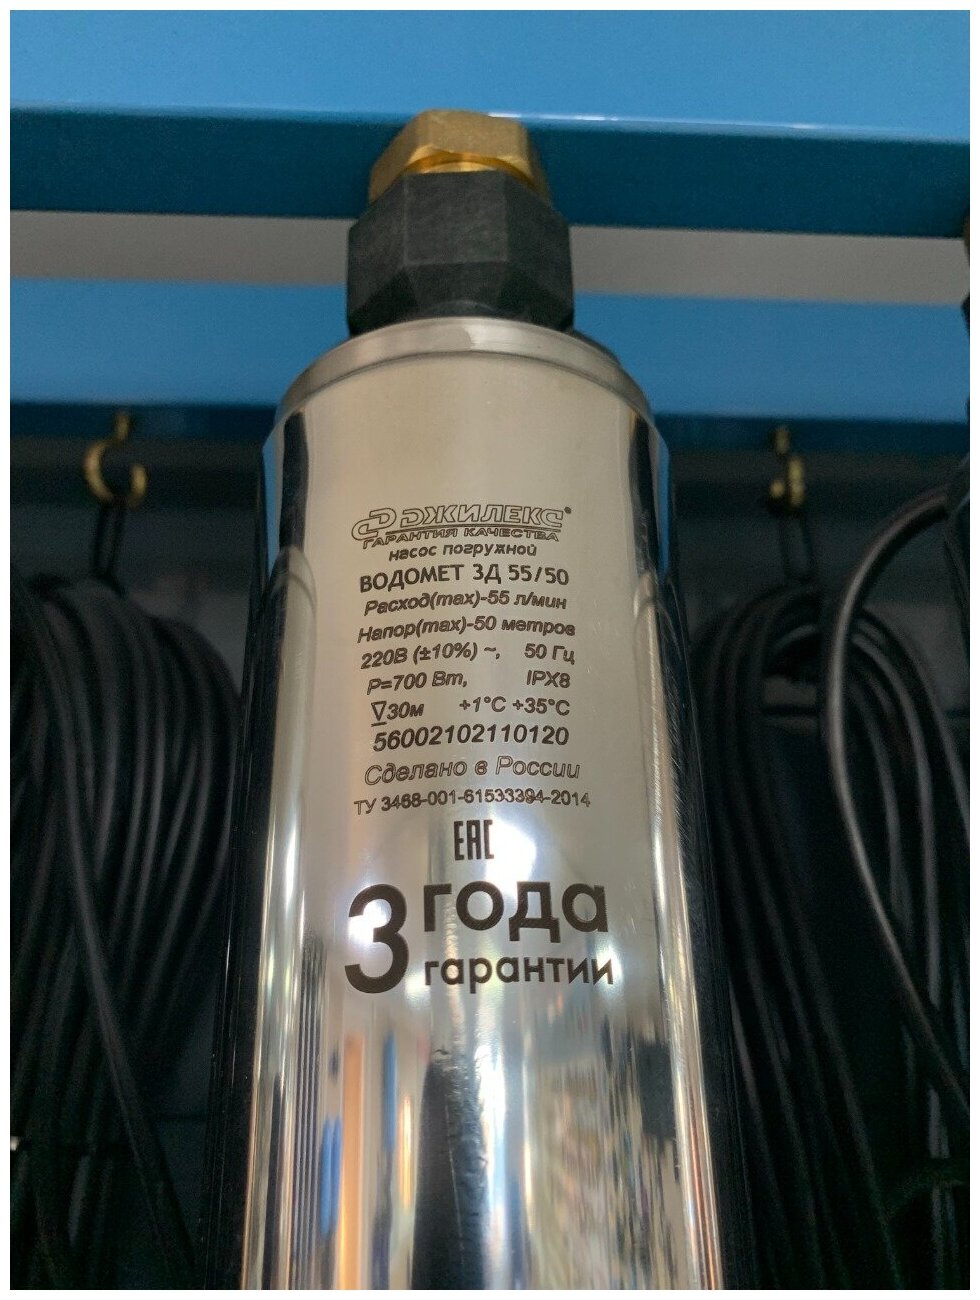 ДЖИЛЕКС®
ГАРАНТИЯ КАЧЕСТВА
насос погружной
ВОДОМЕТ 3Д 55/50
Расход(max)-55 л/мин
Напор(max)-50 метров
220В (±10%) ~, 50 Гц
P=700 Вт, IPX8
30м +1°C +35°C
56002102110120
Сделано в России
ТУ 3468-001-61533394-2014
EAC
3 года
гарантии